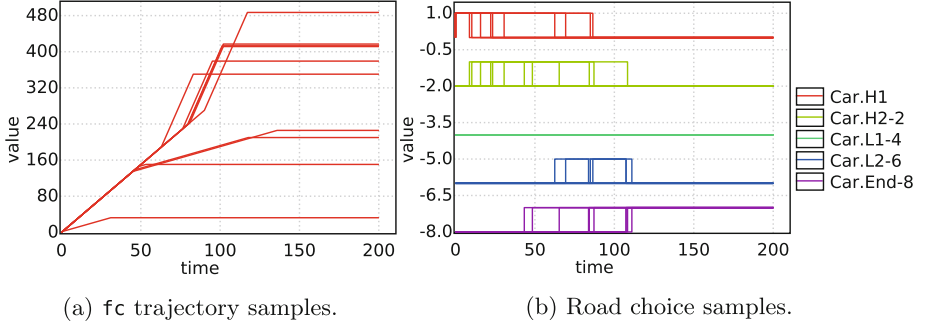 480
400
320
240
160
80
0
value
0 50 100 150 200
time
1.0
-0.5
-2.0
-3.5
-5.0
-6.5
-8.0
value
0 50 100 150 200
time
Car.H1
Car.H2-2
Car.L1-4
Car.L2-6
Car.End-8
(a) fc trajectory samples.
(b) Road choice samples.